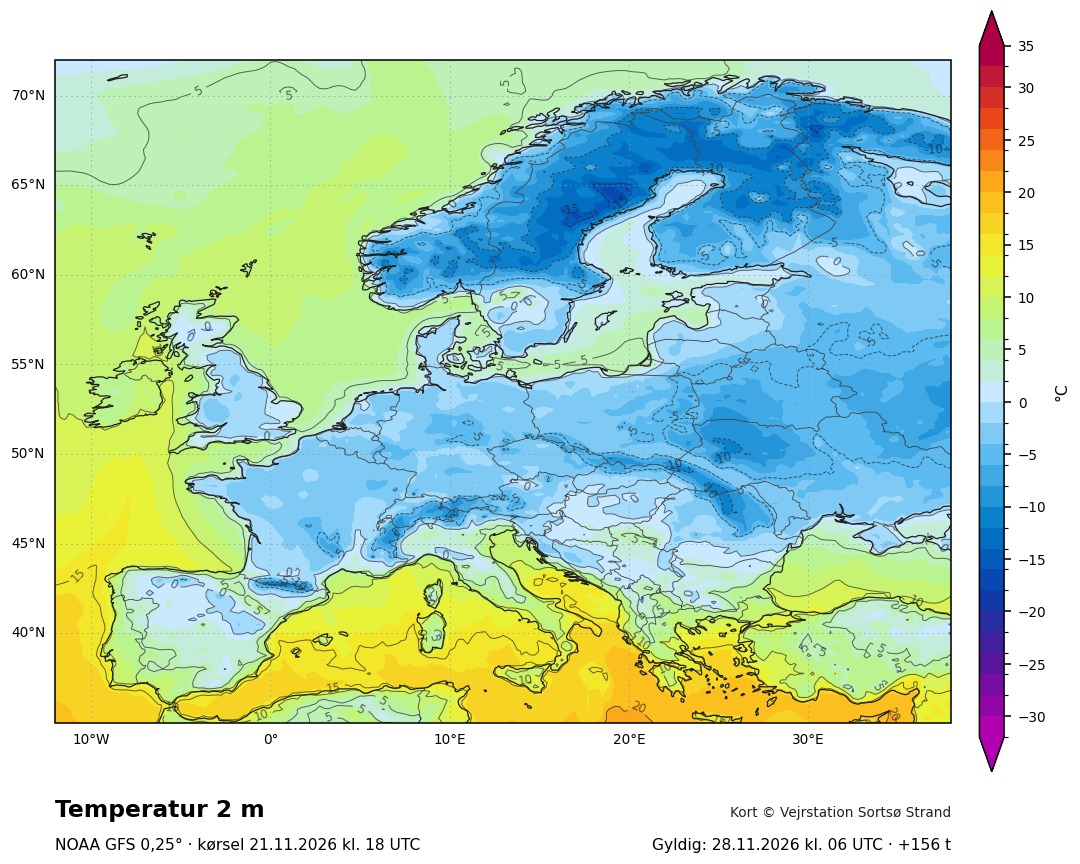 70°N
65°N
60°N
55°N
50°N
45°N
40°N
10°W
0°
10°E
20°E
30°E
35
30
25
20
15
10
5
0
−5
−10
−15
−20
−25
−30
°C
Temperatur 2 m
Kort © Vejrstation Sortsø Strand
NOAA GFS 0,25° · kørsel 21.11.2026 kl. 18 UTC
Gyldig: 28.11.2026 kl. 06 UTC · +156 t